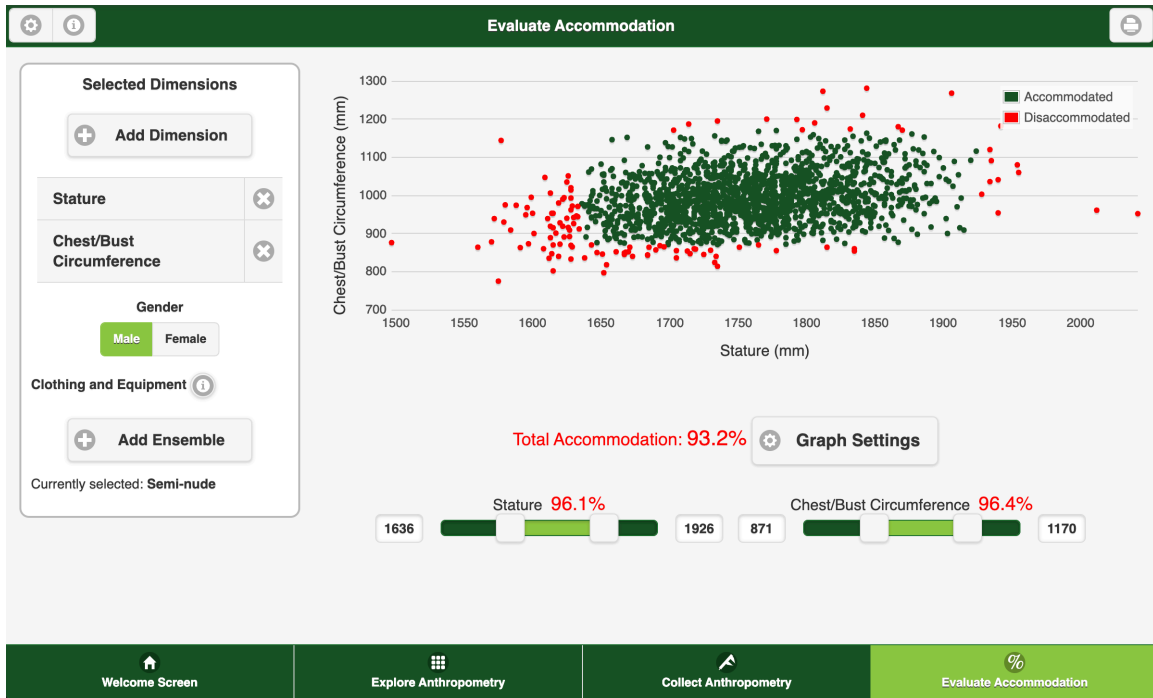 Evaluate Accommodation
Selected Dimensions
Add Dimension
Stature
Chest/Bust
Circumference
Gender
Male
Female
Clothing and Equipment
Add Ensemble
Currently selected: Semi-nude
Chest/Bust Circumference (mm)
1300
1200
1100
1000
900
800
700
1500
1550
1600
1650
1700
1750
1800
1850
1900
1950
2000
Stature (mm)
Accommodated
Disaccommodated
Total Accommodation: 93.2%
Graph Settings
Stature 96.1%
1636
1926
Chest/Bust Circumference 96.4%
871
1170
Welcome Screen
Explore Anthropometry
Collect Anthropometry
%
Evaluate Accommodation